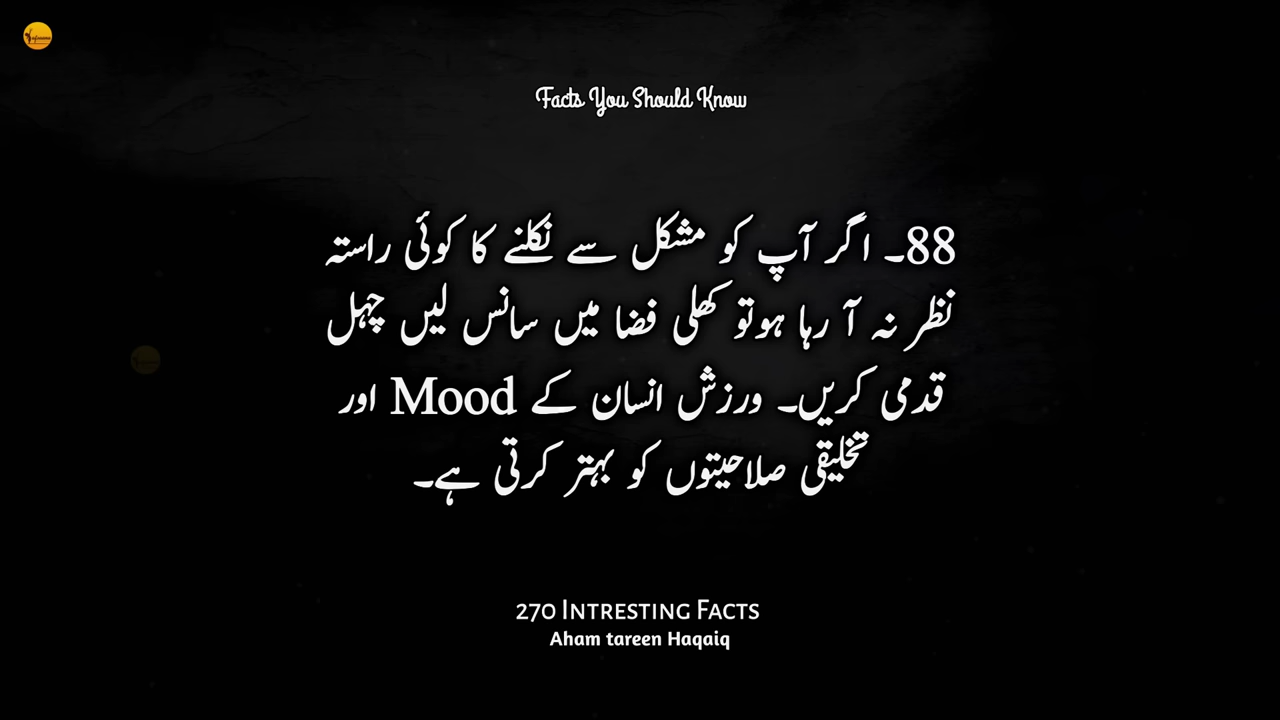 Facts You Should Know
88۔ اگر آپ کو مشکل سے نکلنے کا کوئی راستہ
نظر نہ آ رہا ہوتو کھلی فضا میں سانس لیں چہل
قدمی کریں۔ ورزش انسان کے Mood اور
تخلیقی صلاحیتوں کو بہتر کرتی ہے۔
270 Intresting Facts
Aham tareen Haqaiq